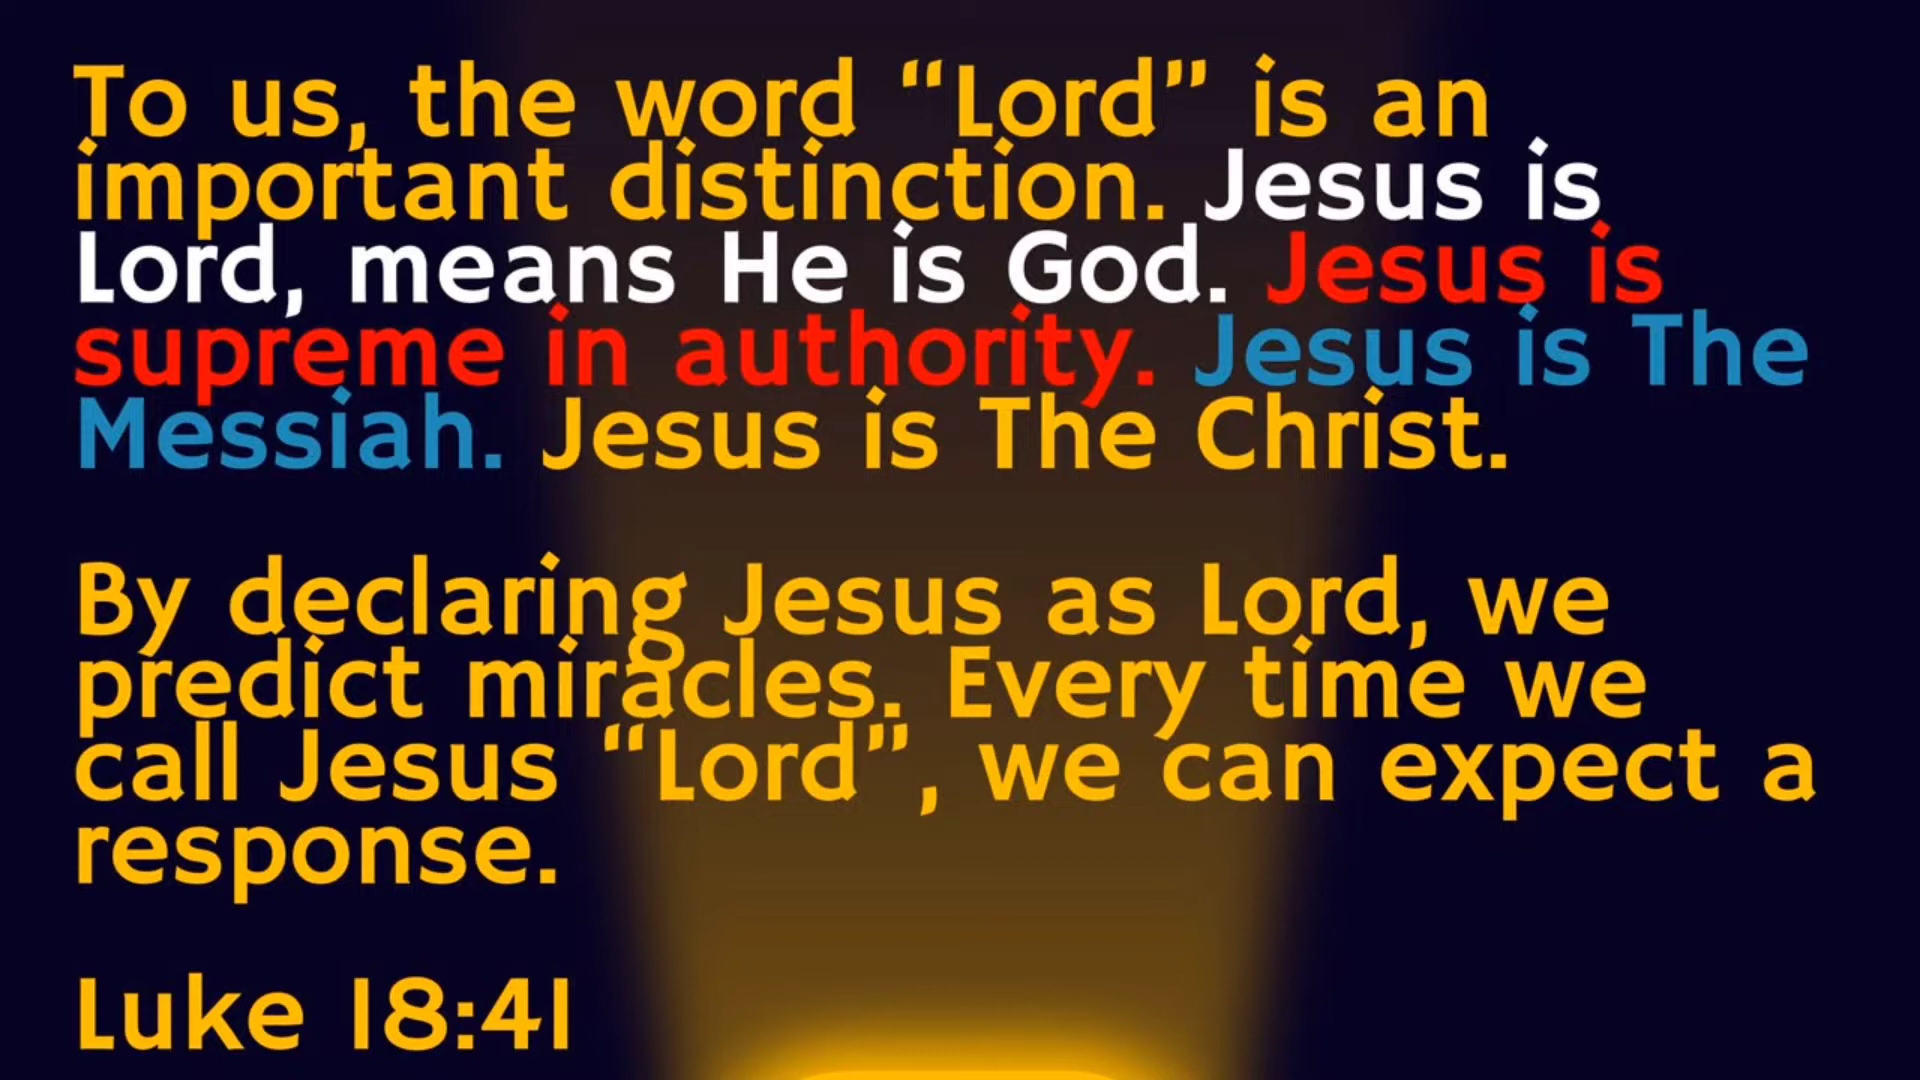 To us, the word “Lord” is an
important distinction. Jesus is
Lord, means He is God. Jesus is
supreme in authority. Jesus is The
Messiah. Jesus is The Christ.
By declaring Jesus as Lord, we
predict miracles. Every time we
call Jesus “Lord”, we can expect a
response.
Luke 18:41